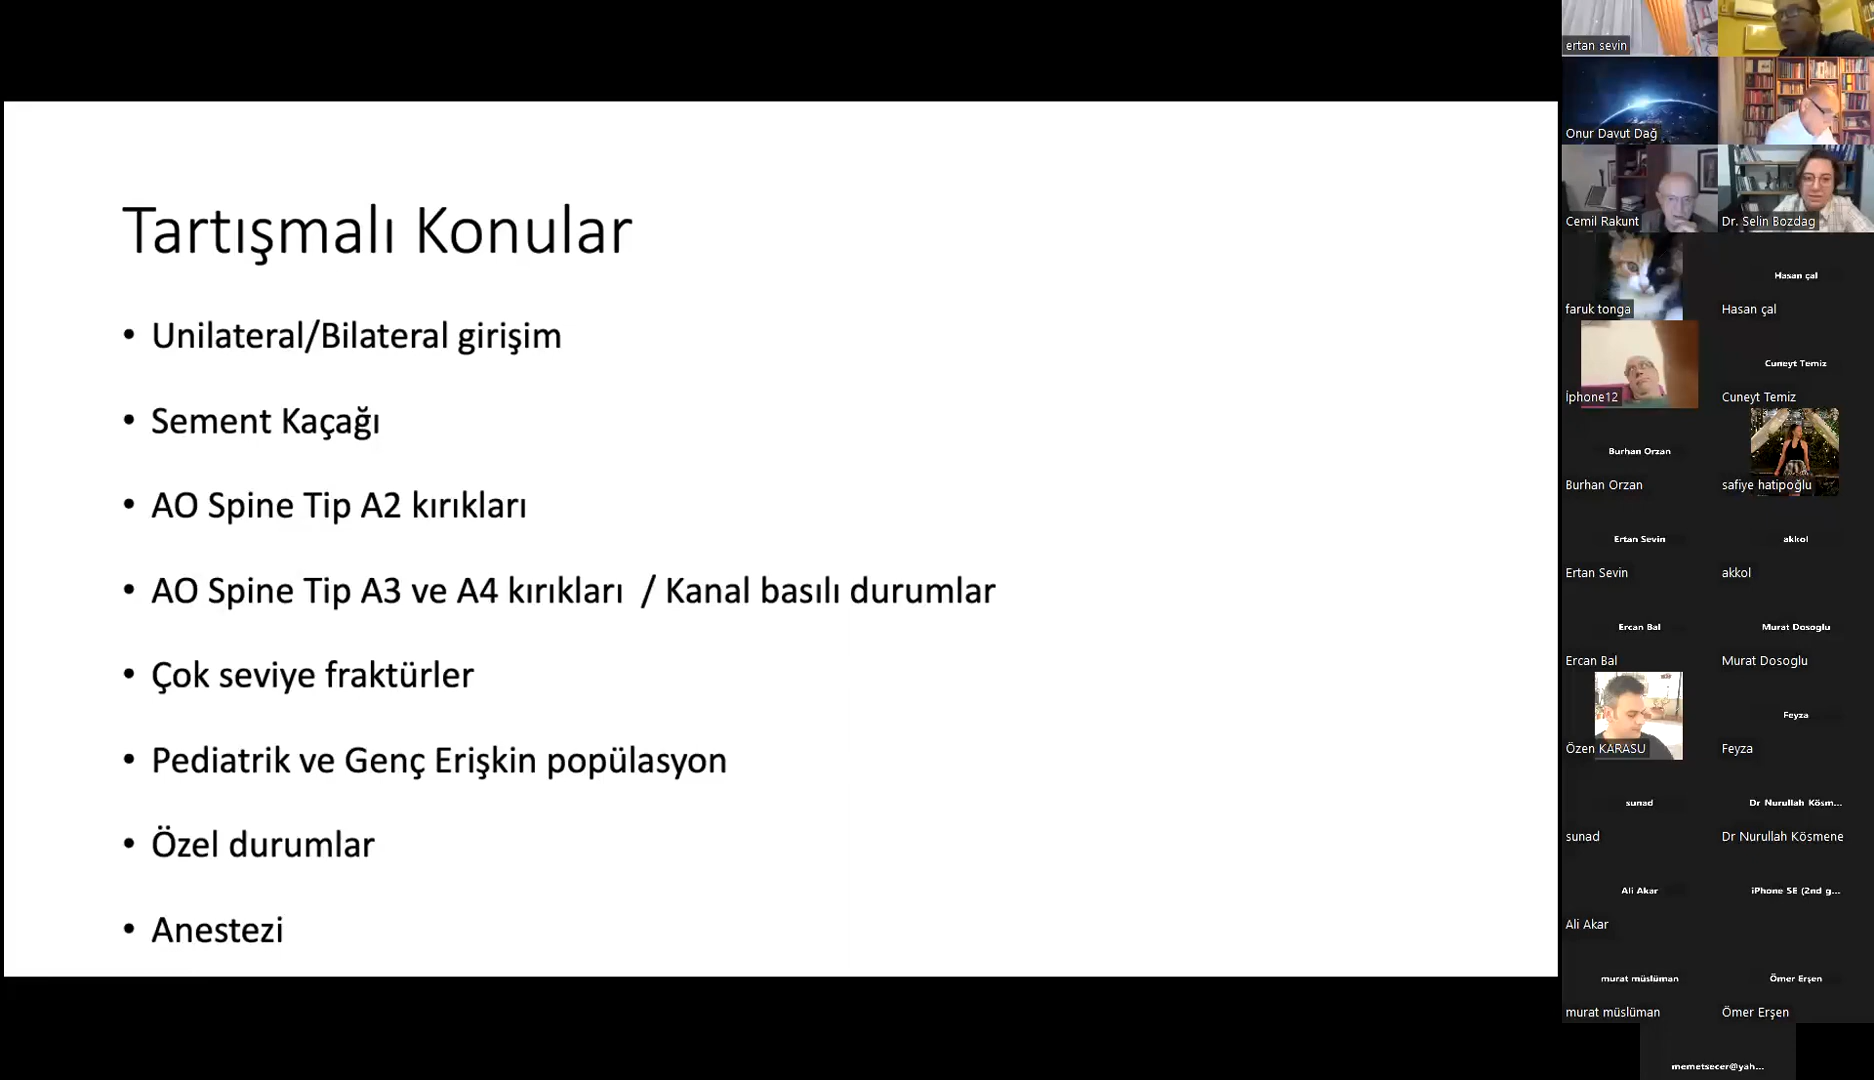 Tartışmalı Konular
• Unilateral/Bilateral girişim
• Sement Kaçağı
• AO Spine Tip A2 kırıkları
• AO Spine Tip A3 ve A4 kırıkları / Kanal basılı durumlar
• Çok seviye fraktürler
• Pediatrik ve Genç Erişkin popülasyon
• Özel durumlar
• Anestezi
ertan sevin
Onur Davut Dağ
Cemil Rakunt
Dr. Selin Bozdag
faruk tonga
Hasan çal
Hasan çal
İphone12
Cuneyt Temiz
Cuneyt Temiz
Burhan Orzan
Burhan Orzan
safiye hatipoğlu
Ertan Sevin
Ertan Sevin
akkol
akkol
Ercan Bal
Ercan Bal
Murat Dosoglu
Murat Dosoglu
Özen KARASU
Feyza
Feyza
sunad
sunad
Dr Nurullah Kösm...
Dr Nurullah Kösmene
Ali Akar
Ali Akar
iPhone SE (2nd g...
murat müslüman
murat müslüman
Ömer Erşen
Ömer Erşen
memetsecer@yah...